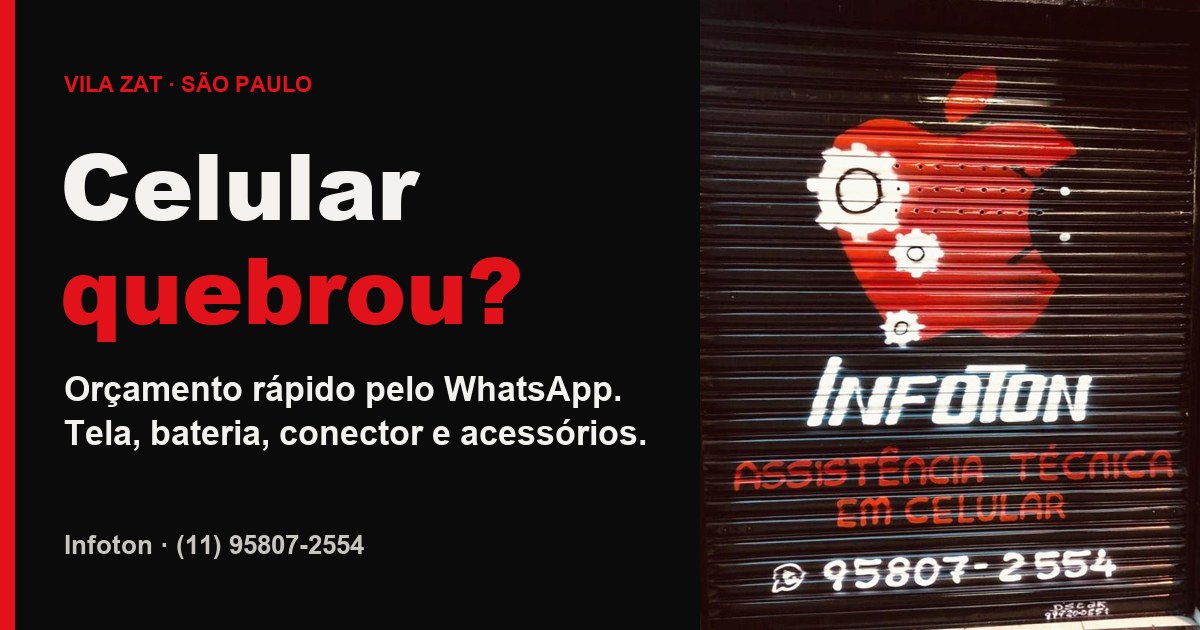 VILA ZAT · SÃO PAULO
Celular
quebrou?
Orçamento rápido pelo WhatsApp.
Tela, bateria, conector e acessórios.
Infoton · (11) 95807-2554
INFOTON
ASSISTÊNCIA TÉCNICA
EM CELULAR
95807-2554